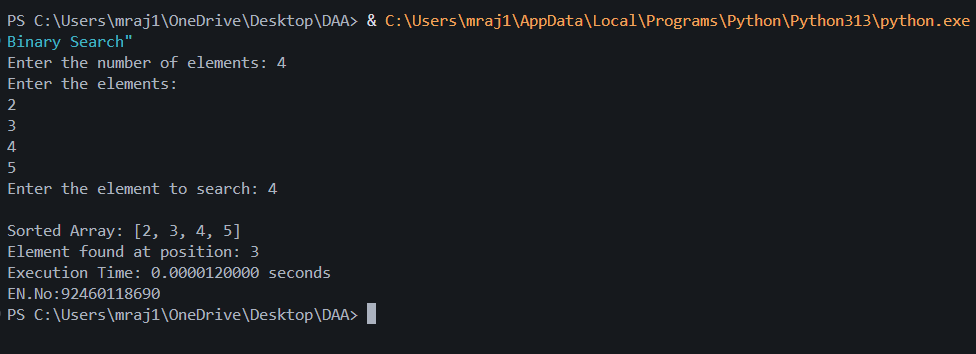 PS C:\Users\mraj1\OneDrive\Desktop\DAA> & C:\Users\mraj1\AppData\Local\Programs\Python\Python313\python.exe
Binary Search"
Enter the number of elements: 4
Enter the elements:
2
3
4
5
Enter the element to search: 4
Sorted Array: [2, 3, 4, 5]
Element found at position: 3
Execution Time: 0.0000120000 seconds
EN.No:92460118690
PS C:\Users\mraj1\OneDrive\Desktop\DAA>